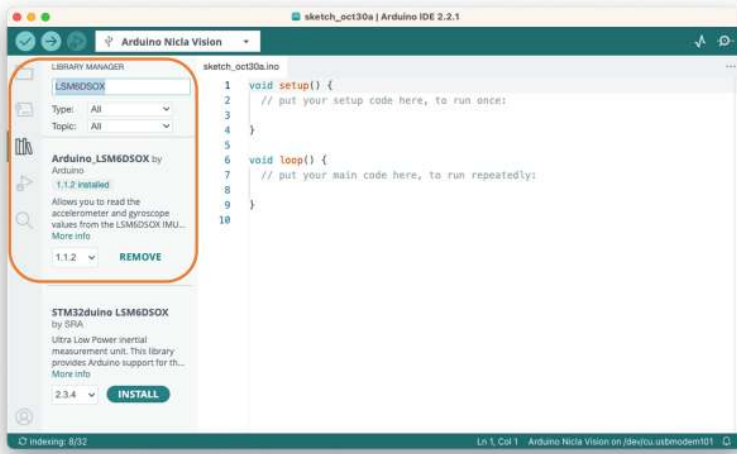 sketch_oct30a | Arduino IDE 2.2.1
Arduino Nicla Vision
LIBRARY MANAGER
LSM6DSOX
Type: All
Topic: All
Arduino_LSM6DSOX by
Arduino
1.1.2 installed
Allows you to read the
accelerometer and gyroscope
values from the LSM6DSOX IMU...
More info
1.1.2 REMOVE
STM32duino LSM6DSOX
by SRA
Ultra Low Power inertial
measurement unit. This library
provides Arduino support for th...
More info
2.3.4 INSTALL
sketch_oct30a.ino
1 void setup() {
2 // put your setup code here, to run once:
3
4 }
5
6 void loop() {
7 // put your main code here, to run repeatedly:
8
9 }
10
Indexing: 8/32
Ln 1, Col 1 Arduino Nicla Vision on /dev/cu.usbmodem101